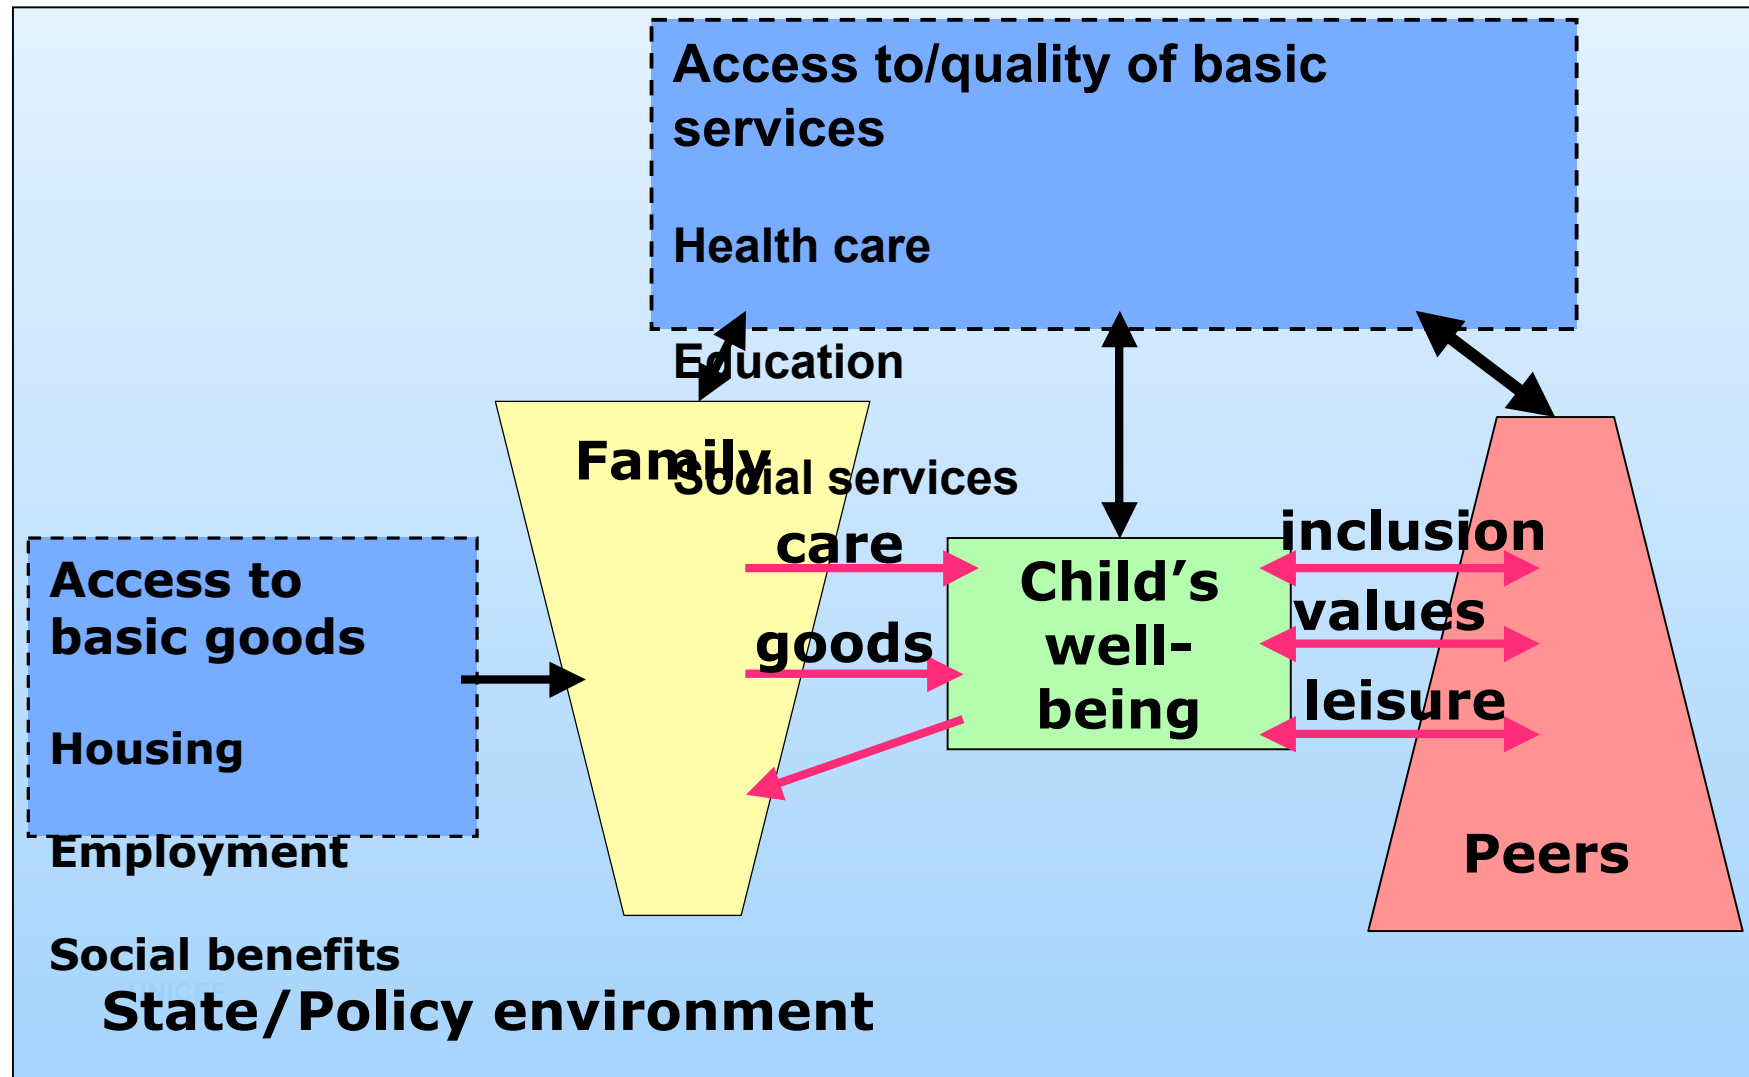 Access to/quality of basic
services
Health care
Education
Social services
Family
care
goods
Child’s
well-
being
inclusion
values
leisure
Peers
Access to
basic goods
Housing
Employment
Social benefits
UNICEF
State/Policy environment